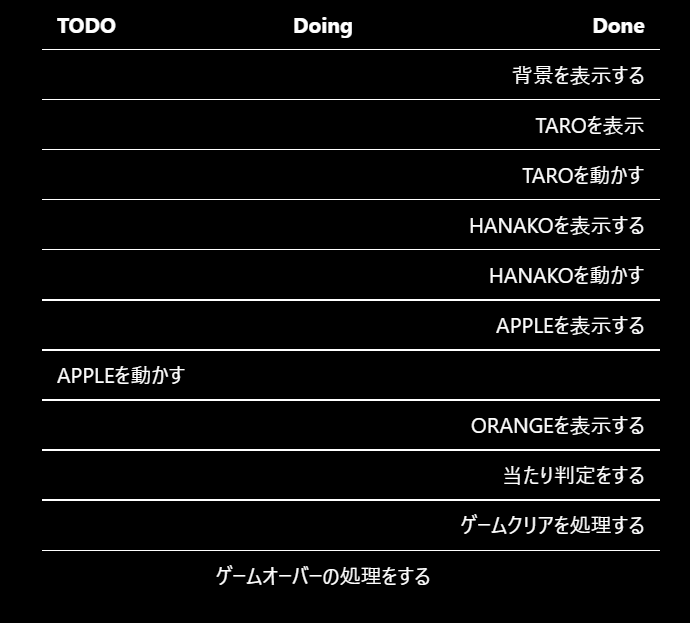 TODO Doing Done
背景を表示する
TAROを表示
TAROを動かす
HANAKOを表示する
HANAKOを動かす
APPLEを表示する
APPLEを動かす
ORANGEを表示する
当たり判定をする
ゲームクリアを処理する
ゲームオーバーの処理をする